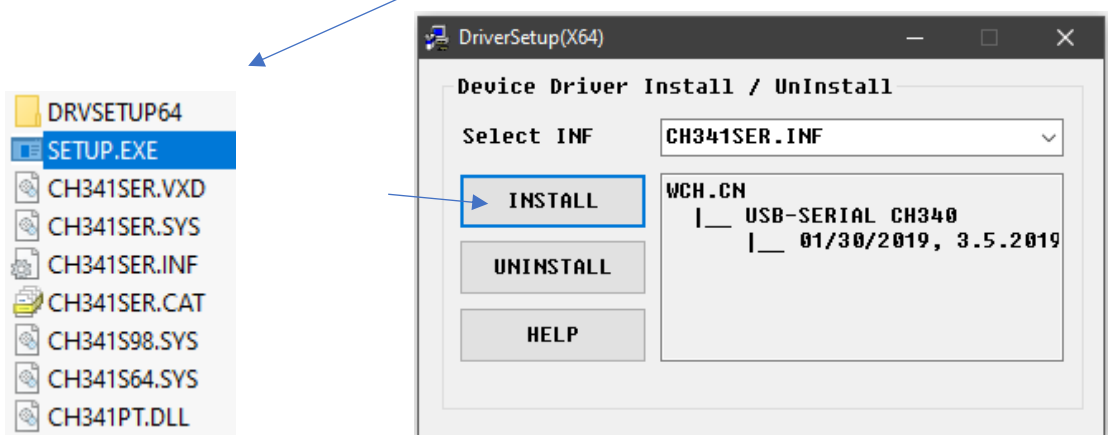 DRVSETUP64
SETUP.EXE
CH341SER.VXD
CH341SER.SYS
CH341SER.INF
CH341SER.CAT
CH341S98.SYS
CH341S64.SYS
CH341PT.DLL
DriverSetup(X64)
Device Driver Install / UnInstall
Select INF
CH341SER.INF
INSTALL
UNINSTALL
HELP
WCH.CN
|__ USB-SERIAL CH340
|__ 01/30/2019, 3.5.2019